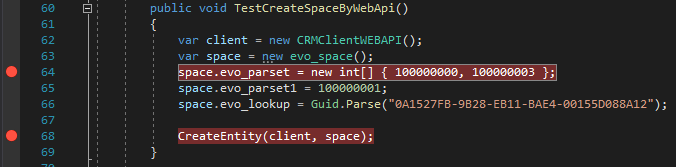 60 public void TestCreateSpaceByWebApi()
61 {
62 var client = new CRMClientWEBAPI();
63 var space = new evo_space();
64 space.evo_parset = new int[] { 100000000, 100000003 };
65 space.evo_parset1 = 100000001;
66 space.evo_lookup = Guid.Parse("0A1527FB-9B28-EB11-BAE4-00155D088A12");
67
68 CreateEntity(client, space);
69 }